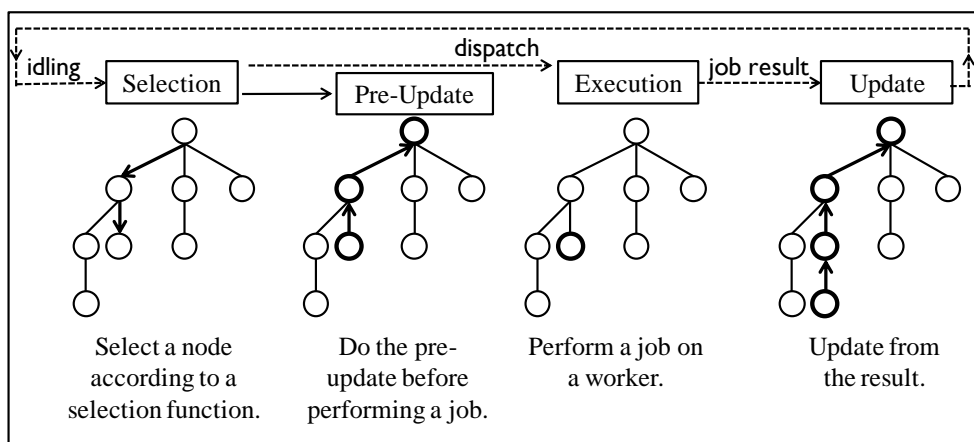 dispatch
idling
job result
Selection
Pre-Update
Execution
Update
Select a node
according to a
selection function.
Do the pre-
update before
performing a job.
Perform a job on
a worker.
Update from
the result.